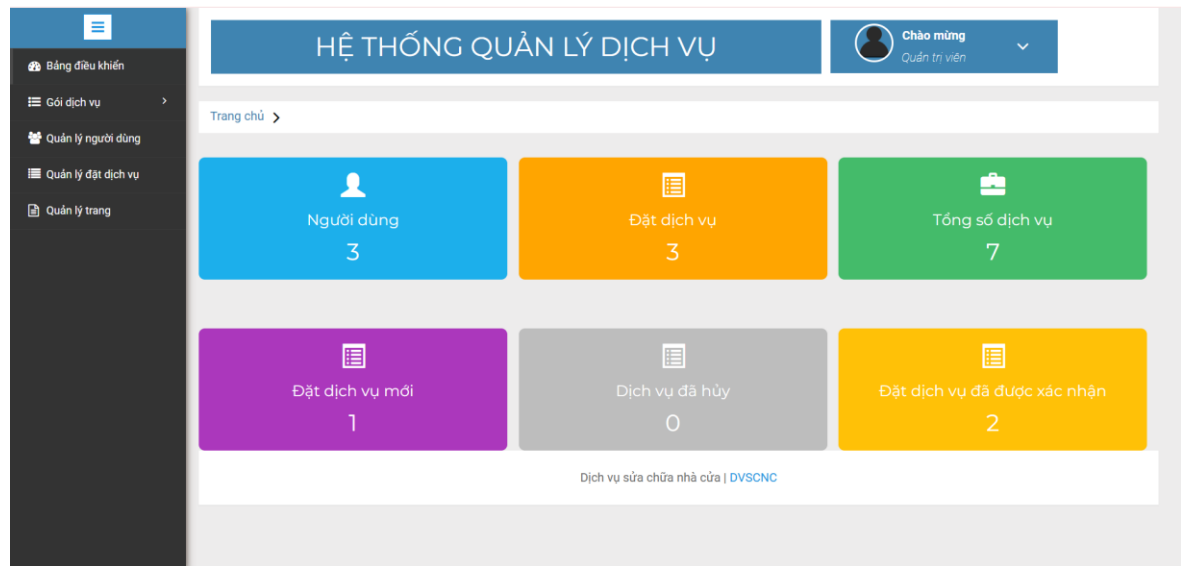 HỆ THỐNG QUẢN LÝ DỊCH VỤ
Chào mừng
Quản trị viên
Bảng điều khiển
Gói dịch vụ
Quản lý người dùng
Quản lý đặt dịch vụ
Quản lý trang
Trang chủ
Người dùng
3
Đặt dịch vụ
3
Tổng số dịch vụ
7
Đặt dịch vụ mới
1
Dịch vụ đã hủy
0
Đặt dịch vụ đã được xác nhận
2
Dịch vụ sửa chữa nhà cửa | DVSCNC